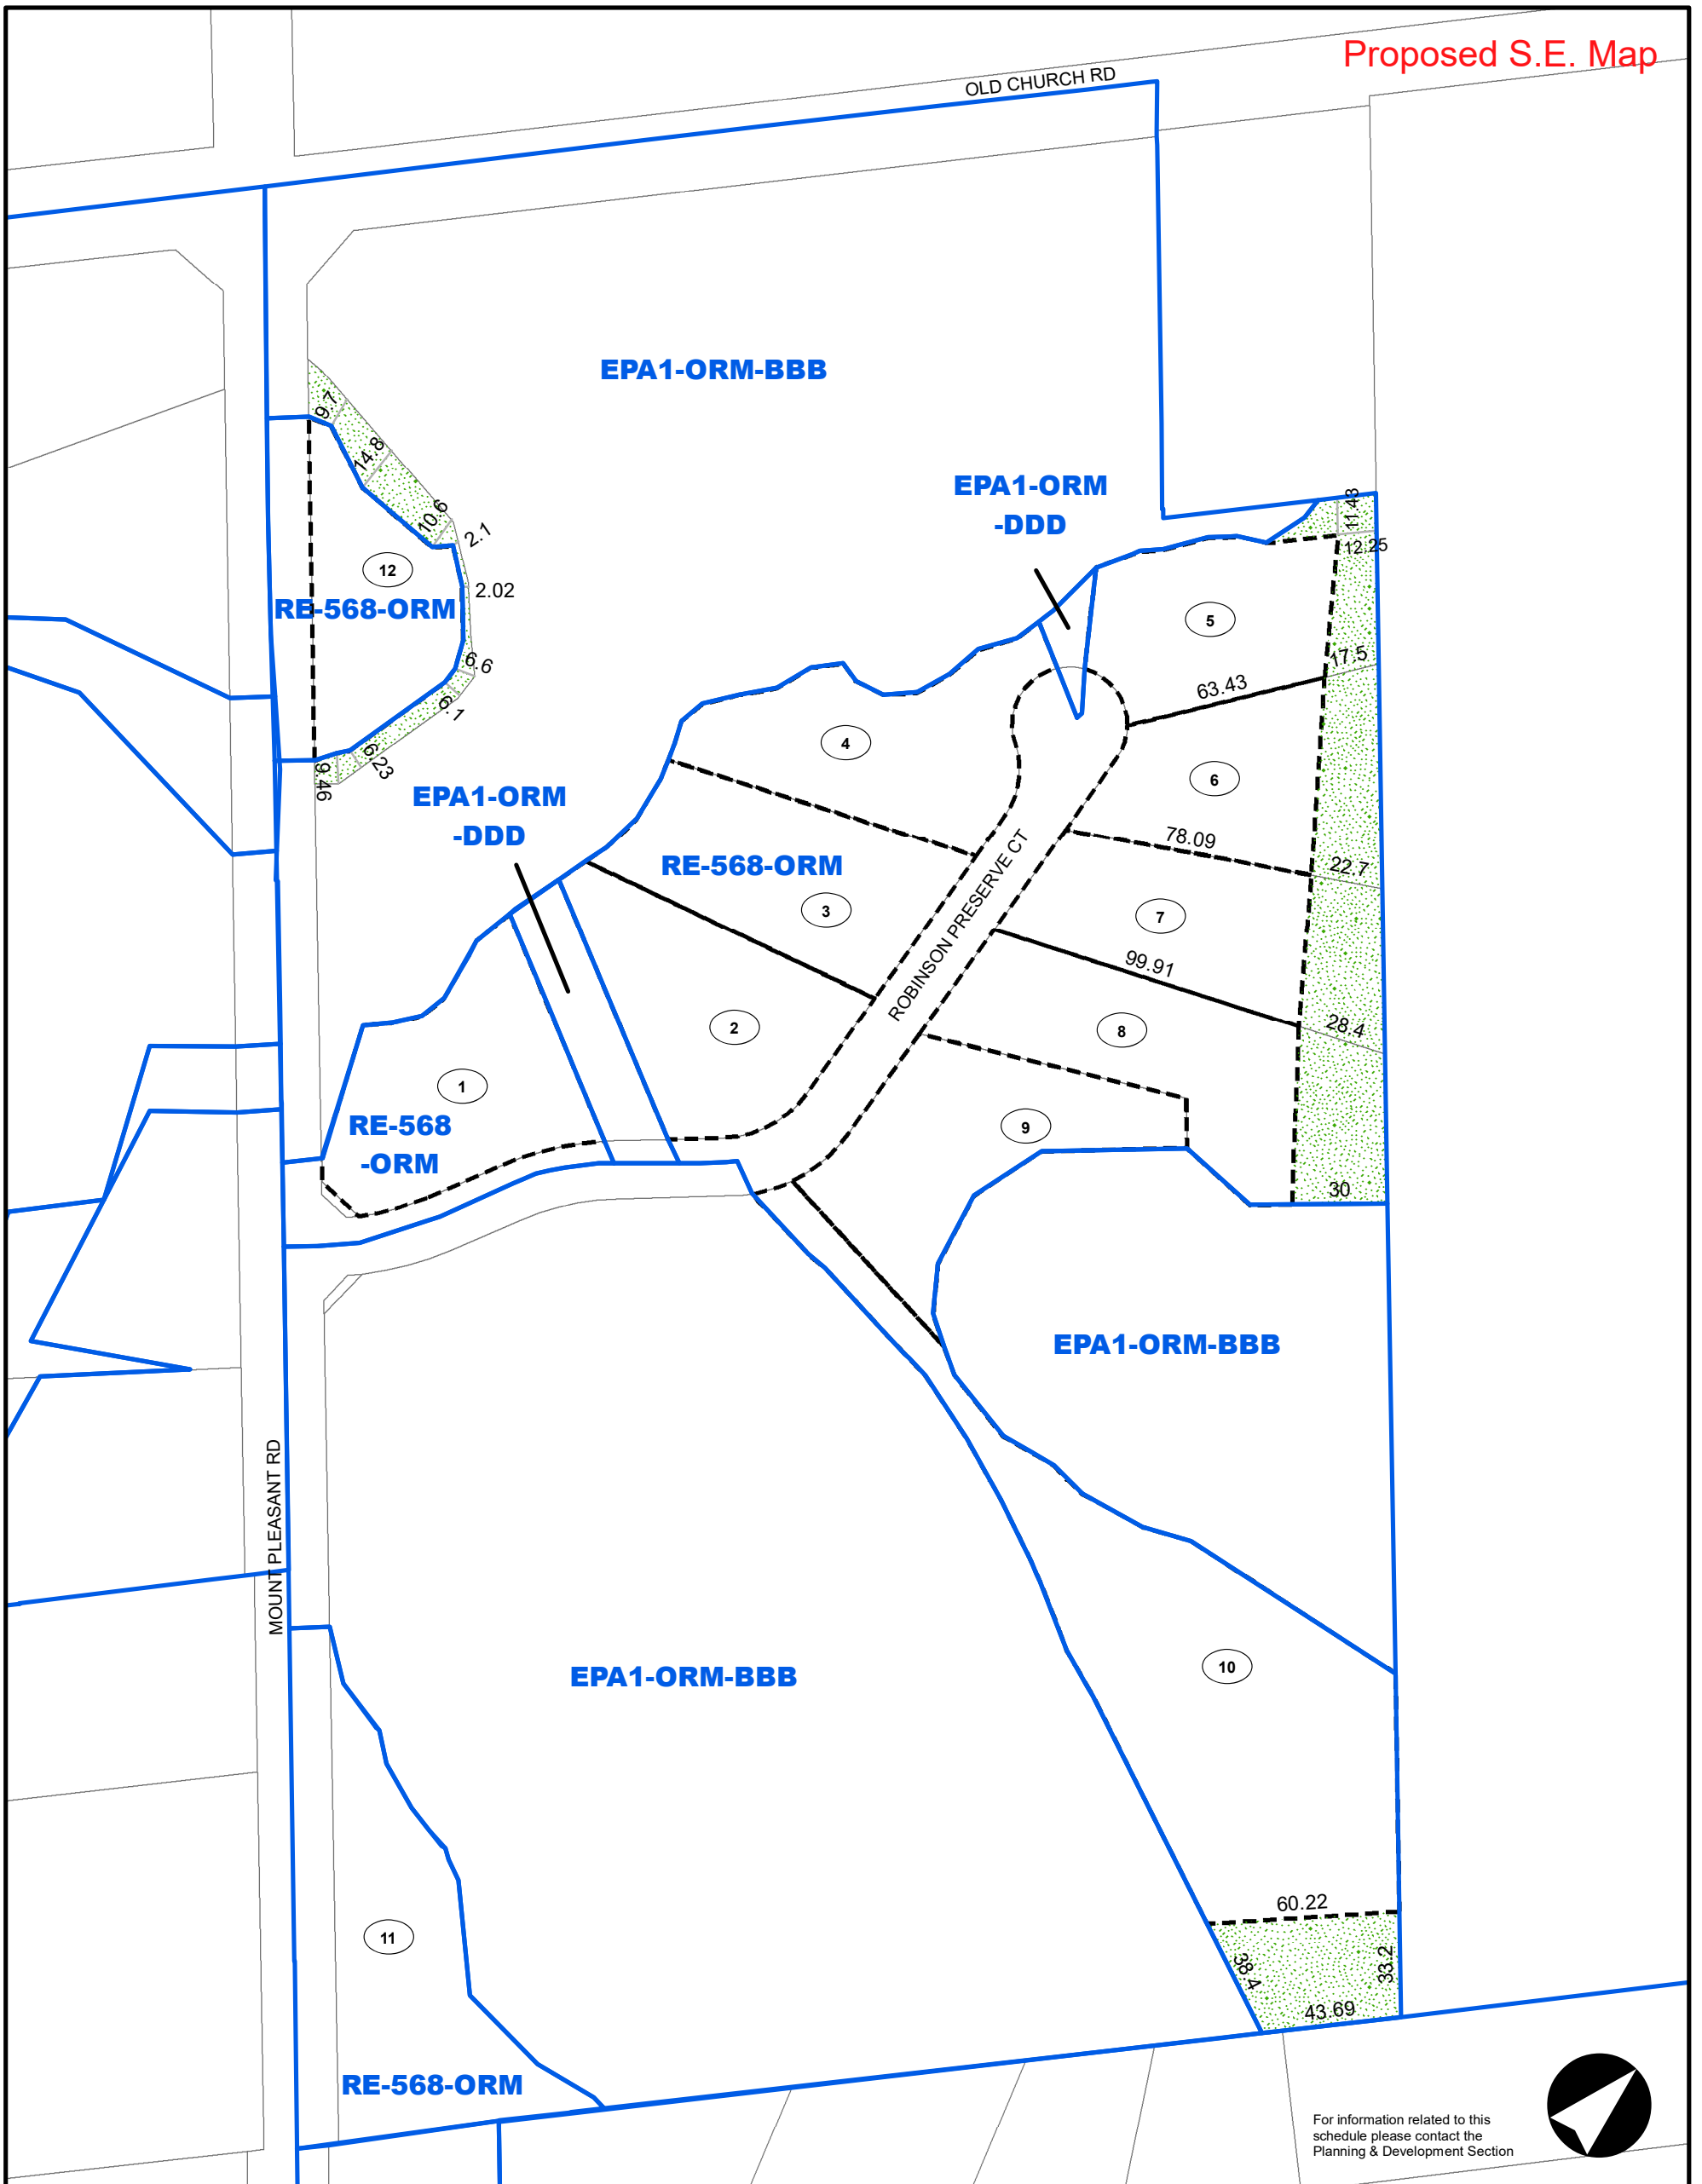 Proposed S.E. Map
OLD CHURCH RD
EPA1-ORM-BBB
9.7
14.8
10.6
2.1
2.02
6.6
6.1
6.23
9.46
12
RE-568-ORM
EPA1-ORM
-DDD
11.43
12.25
5
17.5
63.43
4
6
EPA1-ORM
-DDD
78.09
22.7
RE-568-ORM
3
7
ROBINSON PRESERVE CT
99.91
28.4
2
8
1
RE-568
-ORM
9
30
EPA1-ORM-BBB
MOUNT PLEASANT RD
EPA1-ORM-BBB
10
60.22
38.4
33.2
43.69
11
RE-568-ORM
For information related to this
schedule please contact the
Planning & Development Section